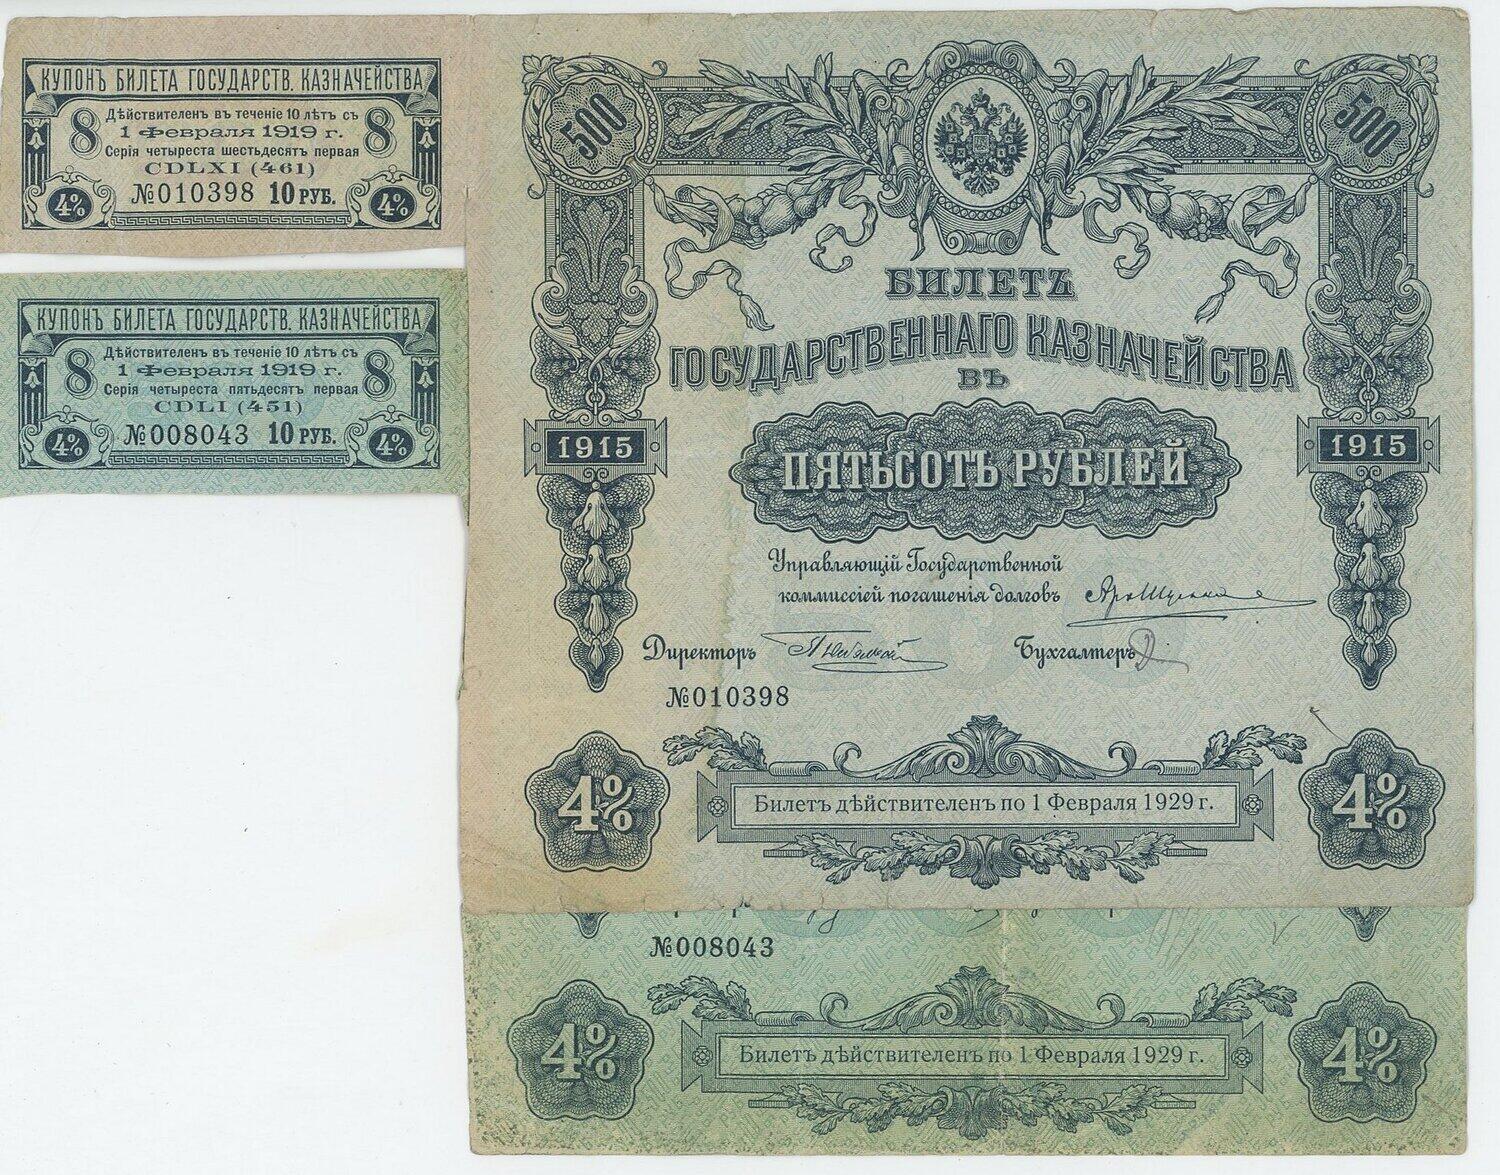 КУПОНЪ БИЛЕТА ГОСУДАРСТВ. КАЗНАЧЕЙСТВА
8 Дѣйствителенъ въ теченіе 10 лѣтъ съ 8
1 Февраля 1919 г.
Серія четыреста шестьдесятъ первая
CDLXI (461)
№010398 10 РУБ.
4% 4%
КУПОНЪ БИЛЕТА ГОСУДАРСТВ. КАЗНАЧЕЙСТВА
8 Дѣйствителенъ въ теченіе 10 лѣтъ съ 8
1 Февраля 1919 г.
Серія четыреста пятьдесятъ первая
CDLI (451)
№008043 10 РУБ.
4% 4%
500 500
БИЛЕТЪ
ГОСУДАРСТВЕННАГО КАЗНАЧЕЙСТВА
ВЪ
1915 1915
ПЯТЬСОТЪ РУБЛЕЙ
Управляющій Государственной
коммиссіей погашенія долговъ
Директоръ Бухгалтеръ
№010398
4% 4%
Билетъ дѣйствителенъ по 1 Февраля 1929 г.
№008043
4% 4%
Билетъ дѣйствителенъ по 1 Февраля 1929 г.